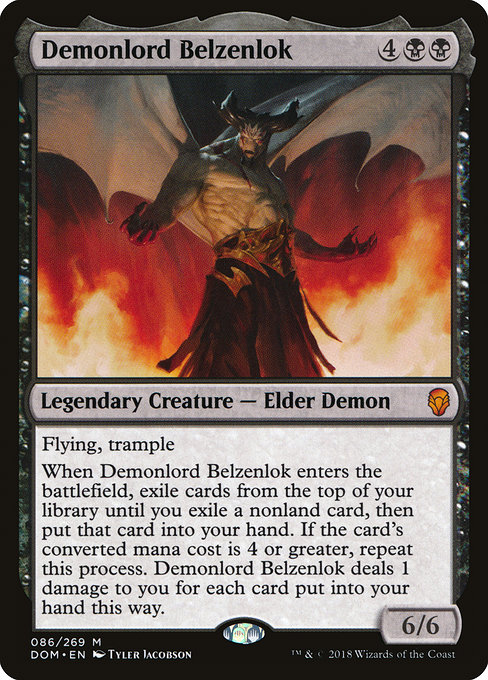 Demonlord Belzenlok 4
Legendary Creature — Elder Demon
Flying, trample
When Demonlord Belzenlok enters the
battlefield, exile cards from the top of your
library until you exile a nonland card, then
put that card into your hand. If the card's
converted mana cost is 4 or greater, repeat
this process. Demonlord Belzenlok deals 1
damage to you for each card put into your
hand this way.
6/6
086/269 M
DOM • EN Tyler Jacobson
™ & © 2018 Wizards of the Coast